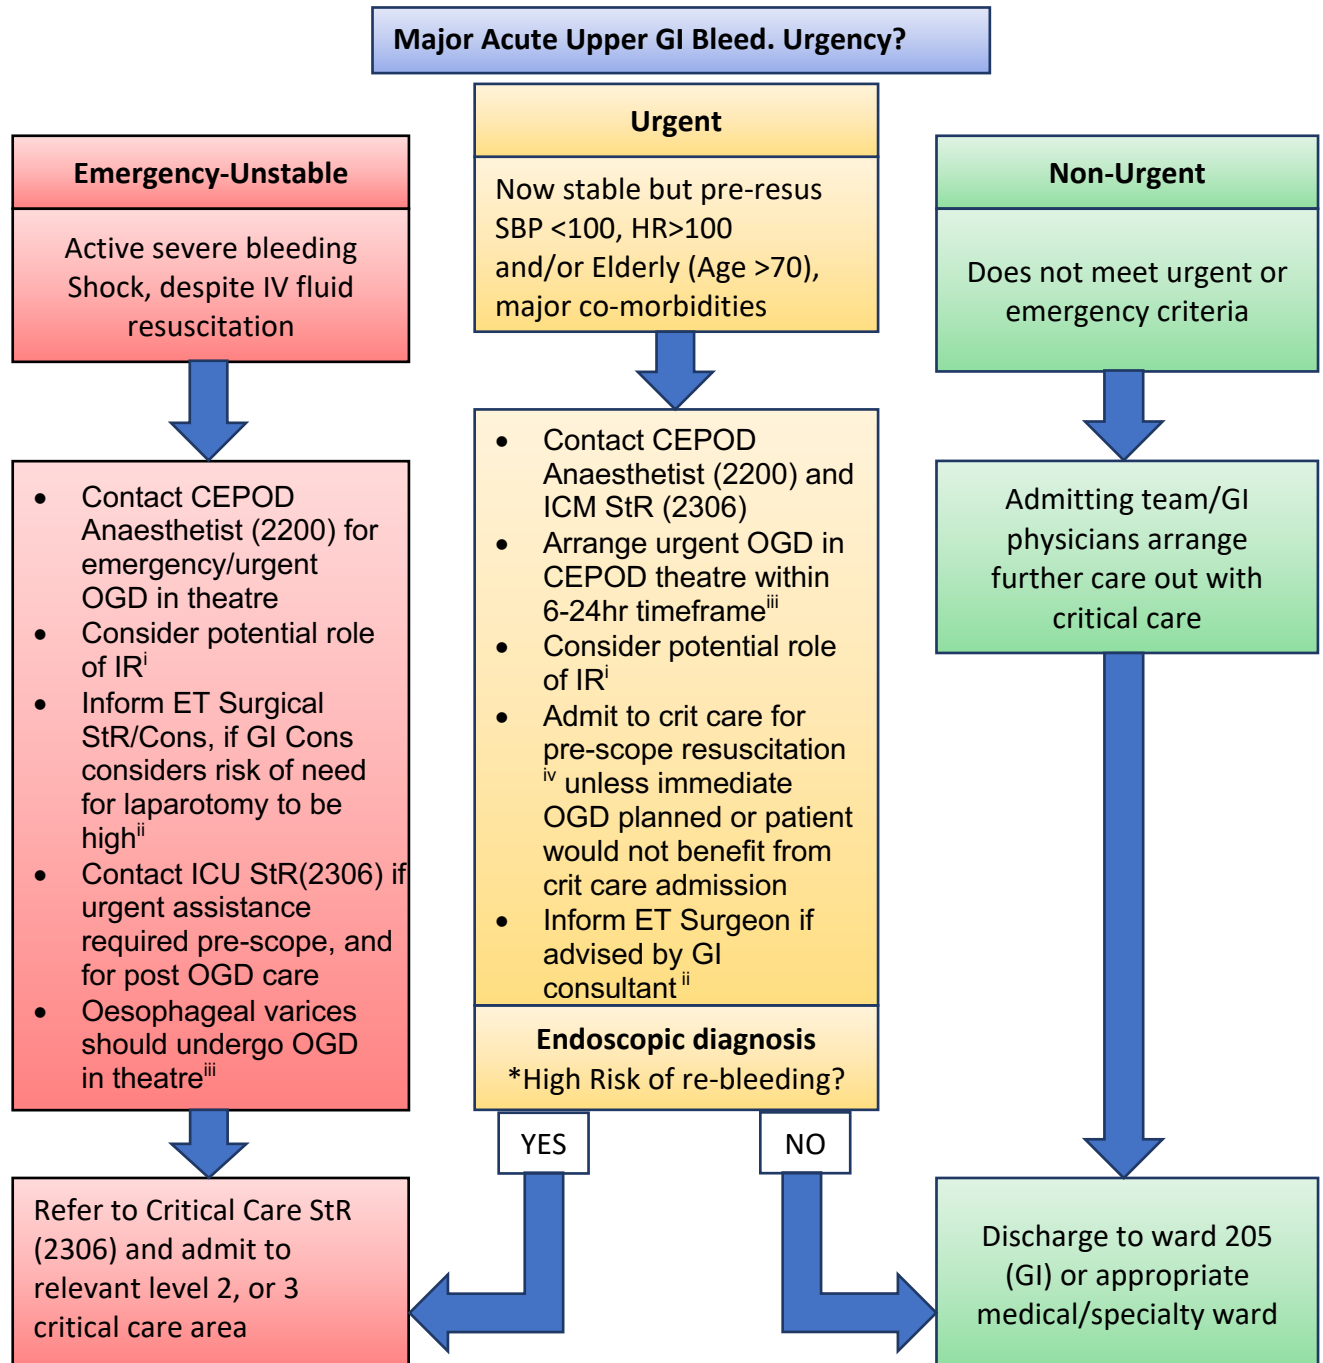 Major Acute Upper GI Bleed. Urgency?
Emergency-Unstable
Active severe bleeding
Shock, despite IV fluid
resuscitation
• Contact CEPOD
Anaesthetist (2200) for
emergency/urgent
OGD in theatre
• Consider potential role
of IRⁱ
• Inform ET Surgical
StR/Cons, if GI Cons
considers risk of need
for laparotomy to be
highⁱⁱ
• Contact ICU StR(2306) if
urgent assistance
required pre-scope, and
for post OGD care
• Oesophageal varices
should undergo OGD
in theatreⁱⁱⁱ
Refer to Critical Care StR
(2306) and admit to
relevant level 2, or 3
critical care area
Urgent
Now stable but pre-resus
SBP <100, HR>100
and/or Elderly (Age >70),
major co-morbidities
• Contact CEPOD
Anaesthetist (2200) and
ICM StR (2306)
• Arrange urgent OGD in
CEPOD theatre within
6-24hr timeframeⁱⁱⁱ
• Consider potential role
of IRⁱ
• Admit to crit care for
pre-scope resuscitation
ⁱᵛ unless immediate
OGD planned or patient
would not benefit from
crit care admission
• Inform ET Surgeon if
advised by GI
consultant ⁱⁱ
Endoscopic diagnosis
*High Risk of re-bleeding?
YES
NO
Non-Urgent
Does not meet urgent or
emergency criteria
Admitting team/GI
physicians arrange
further care out with
critical care
Discharge to ward 205
(GI) or appropriate
medical/specialty ward